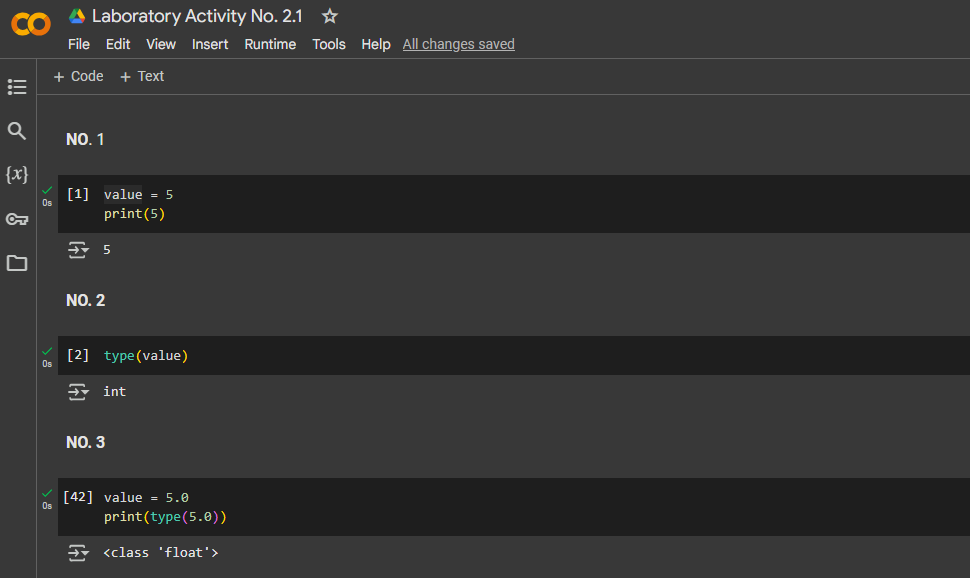 Laboratory Activity No. 2.1
File Edit View Insert Runtime Tools Help All changes saved
+ Code + Text
NO. 1
[1] value = 5
0s
print(5)
5
NO. 2
[2] type(value)
0s
int
NO. 3
[42] value = 5.0
0s
print(type(5.0))
<class 'float'>